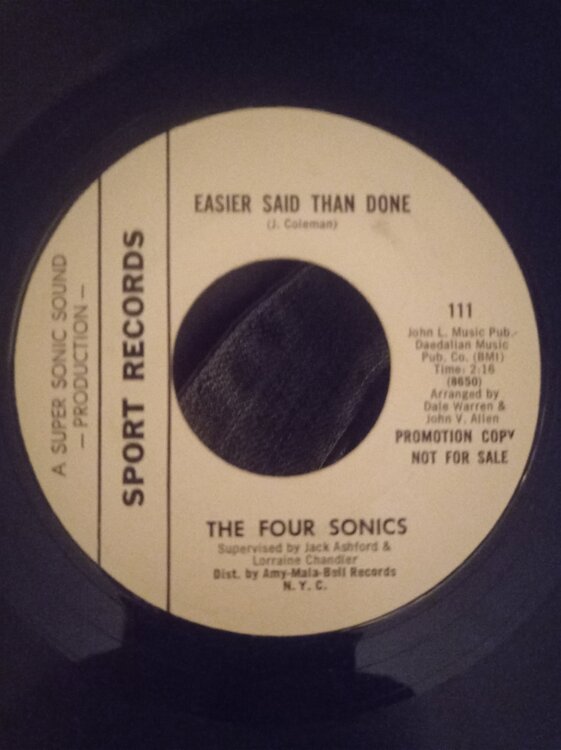 EASIER SAID THAN DONE
(J. Coleman)
A SUPER SONIC SOUND
— PRODUCTION —
SPORT RECORDS
111
John L. Music Pub.-
Daedalian Music
Pub. Co. (BMI)
Time: 2:16
(8650)
Arranged by
Dale Warren &
John V. Allen
PROMOTION COPY
NOT FOR SALE
THE FOUR SONICS
Supervised by Jack Ashford &
Lorraine Chandler
Dist. by Amy-Mala-Bell Records
N. Y. C.